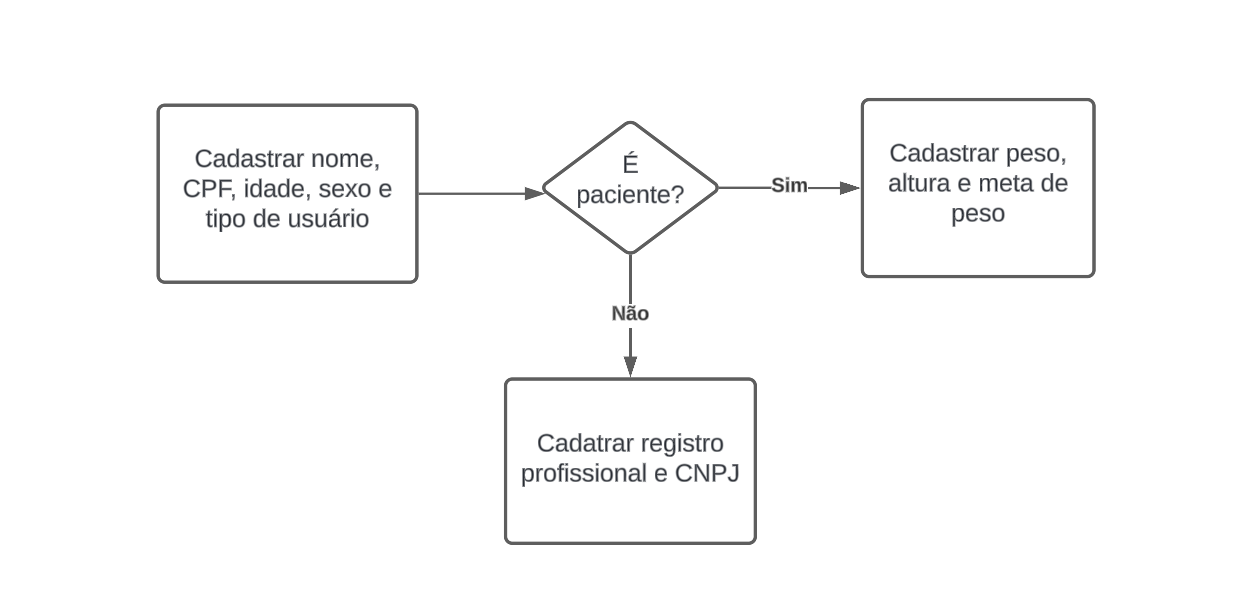 Cadastrar nome,
CPF, idade, sexo e
tipo de usuário
É
paciente?
Sim
Cadastrar peso,
altura e meta de
peso
Não
Cadatrar registro
profissional e CNPJ